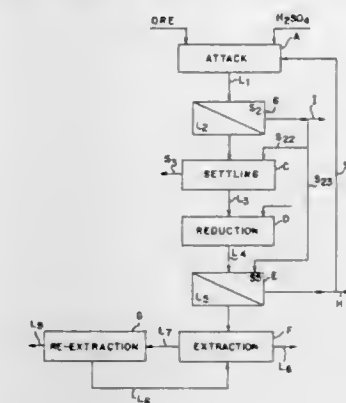 ORE
H2SO4
A
ATTACK
L1
S2
B
I
L2
S22
S3
SETTLING
C
S23
L3
REDUCTION
D
L4
S5
E
L5
H
G
F
L8
RE-EXTRACTION
L7
EXTRACTION
L6